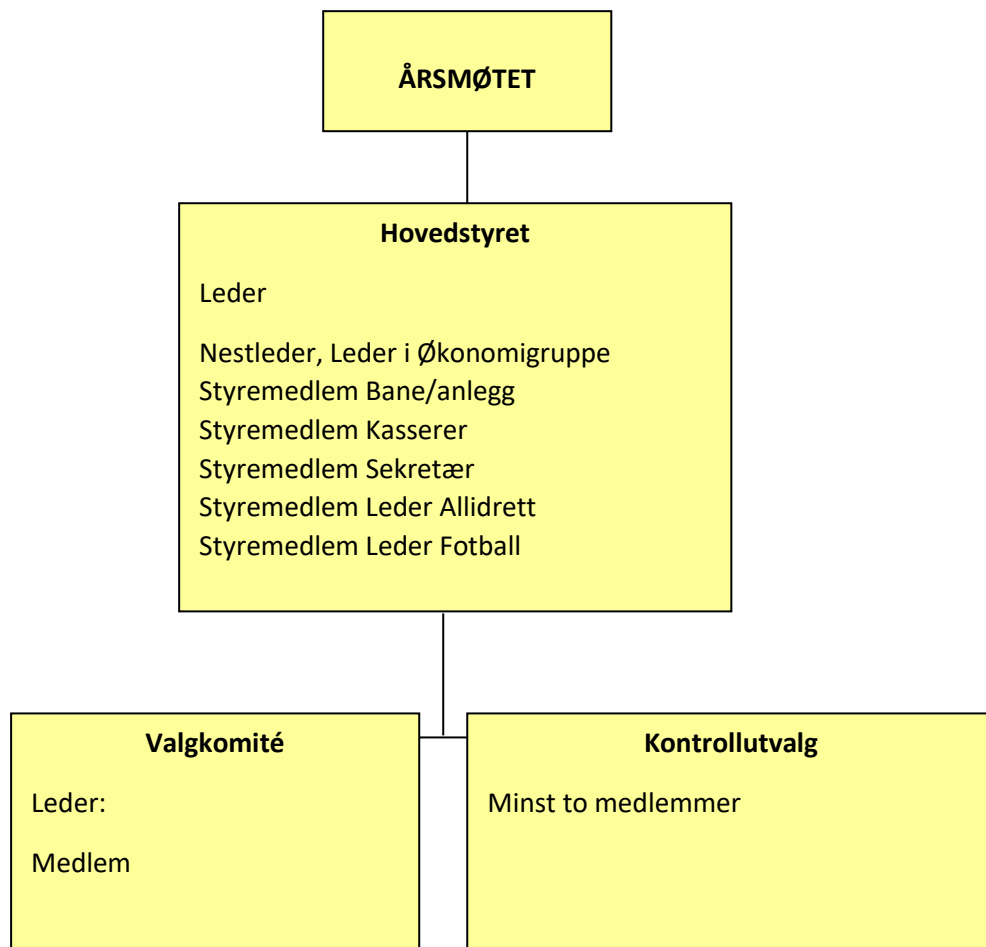 ÅRSMØTET
Hovedstyret
Leder
Nestleder, Leder i Økonomigruppe
Styremedlem Bane/anlegg
Styremedlem Kasserer
Styremedlem Sekretær
Styremedlem Leder Allidrett
Styremedlem Leder Fotball
Valgkomité
Leder:
Medlem
Kontrollutvalg
Minst to medlemmer